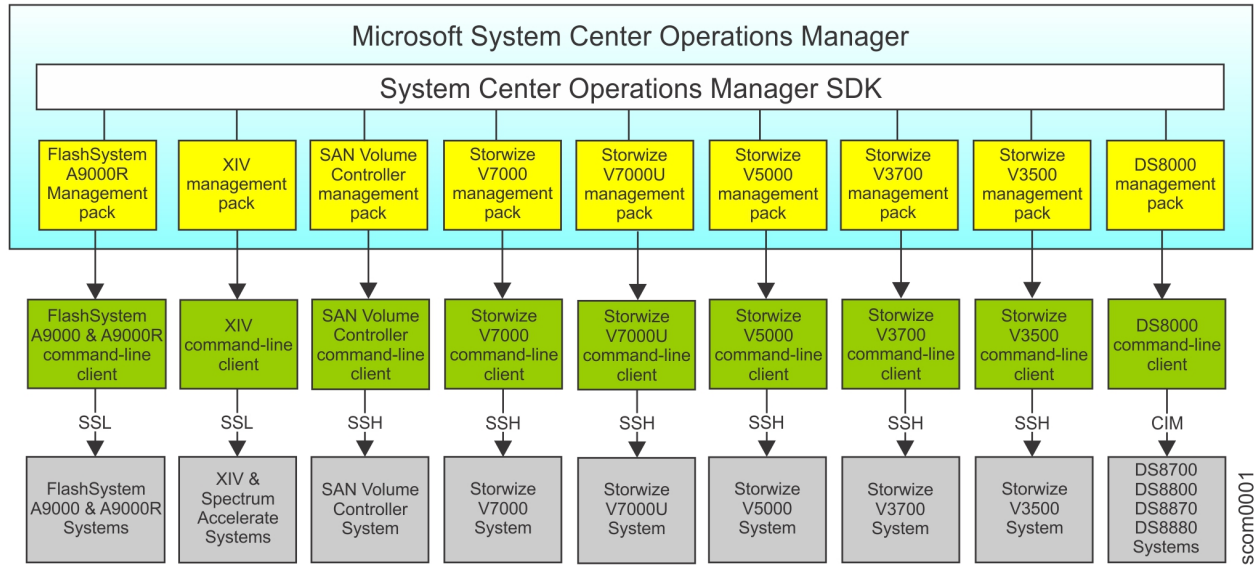 Microsoft System Center Operations Manager
System Center Operations Manager SDK
FlashSystem
A9000R
Management
pack
XIV
management
pack
SAN Volume
Controller
management
pack
Storwize
V7000
management
pack
Storwize
V7000U
management
pack
Storwize
V5000
management
pack
Storwize
V3700
management
pack
Storwize
V3500
management
pack
DS8000
management
pack
FlashSystem
A9000 & A9000R
command-line
client
XIV
command-line
client
SAN Volume
Controller
command-line
client
Storwize
V7000
command-line
client
Storwize
V7000U
command-line
client
Storwize
V5000
command-line
client
Storwize
V3700
command-line
client
Storwize
V3500
command-line
client
DS8000
command-line
client
SSL
SSL
SSH
SSH
SSH
SSH
SSH
SSH
CIM
FlashSystem
A9000 & A9000R
Systems
XIV &
Spectrum
Accelerate
Systems
SAN Volume
Controller
System
Storwize
V7000
System
Storwize
V7000U
System
Storwize
V5000
System
Storwize
V3700
System
Storwize
V3500
System
DS8700
DS8800
DS8870
DS8880
Systems
scom0001